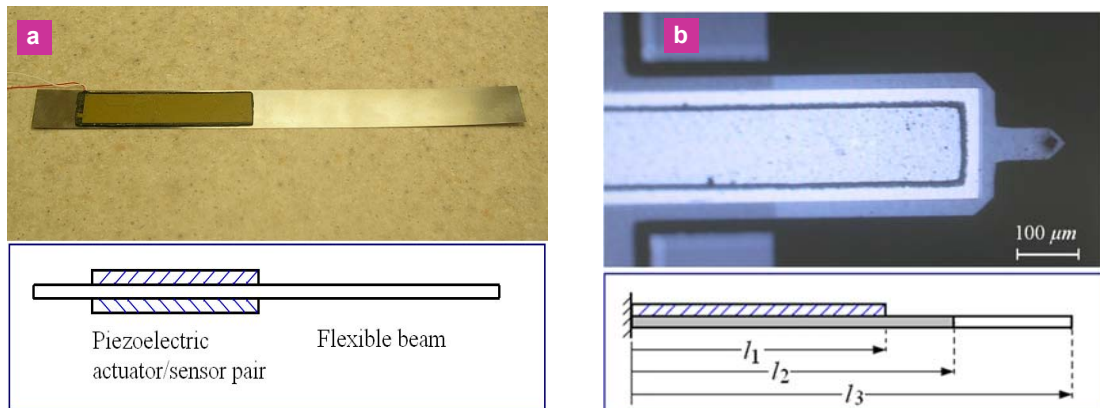 a
b
100 μm
Piezoelectric
actuator/sensor pair
Flexible beam
l1
l2
l3